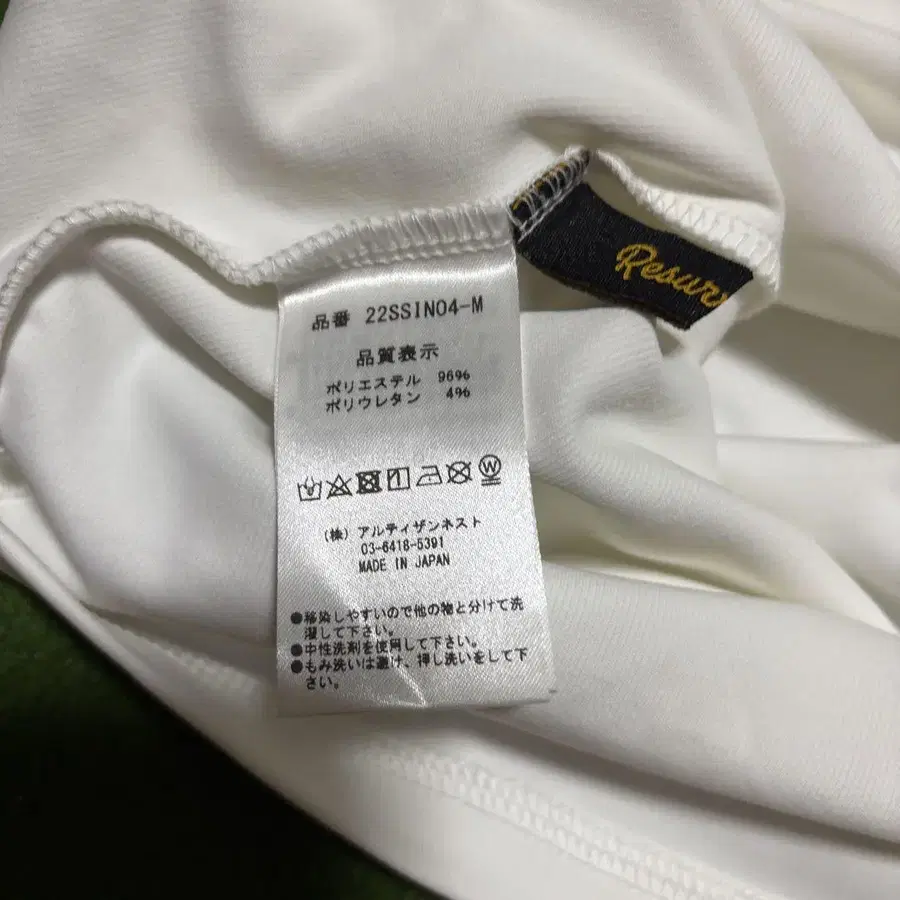 Resurr
品番 22SSIN04-M
品質表示
ポリエステル 96%
ポリウレタン 4%
W
(株) アルティザンネスト
03-6418-5391
MADE IN JAPAN
●移染しやすいので他の物と分けて洗
濯して下さい。
●中性洗剤を使用して下さい。
●もみ洗いは避け、押し洗いをして下
さい。